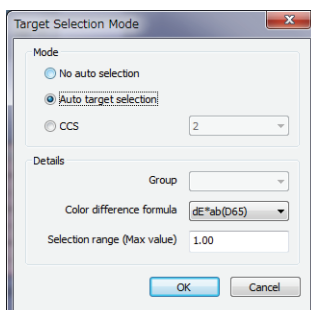 Target Selection Mode
Mode
No auto selection
Auto target selection
CCS 2
Details
Group
Color difference formula dE*ab(D65)
Selection range (Max value) 1.00
OK Cancel